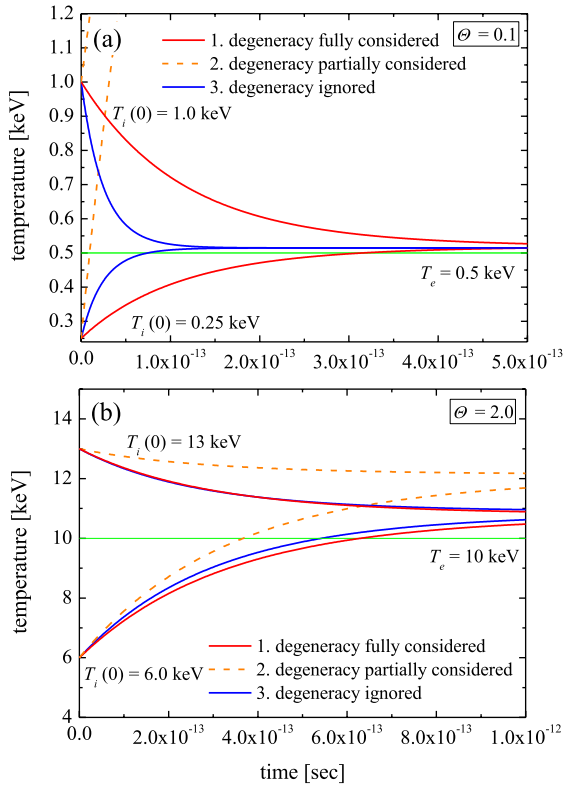 1.2
1.1
1.0
0.9
0.8
0.7
0.6
0.5
0.4
0.3
temprerature [keV]
(a)
1. degeneracy fully considered
2. degeneracy partially considered
3. degeneracy ignored
Θ = 0.1
T_i (0) = 1.0 keV
T_e = 0.5 keV
T_i (0) = 0.25 keV
0.0 1.0x10⁻¹³ 2.0x10⁻¹³ 3.0x10⁻¹³ 4.0x10⁻¹³ 5.0x10⁻¹³
14
12
10
8
6
4
temperature [keV]
(b)
Θ = 2.0
T_i (0) = 13 keV
T_e = 10 keV
T_i (0) = 6.0 keV
1. degeneracy fully considered
2. degeneracy partially considered
3. degeneracy ignored
0.0 2.0x10⁻¹³ 4.0x10⁻¹³ 6.0x10⁻¹³ 8.0x10⁻¹³ 1.0x10⁻¹²
time [sec]